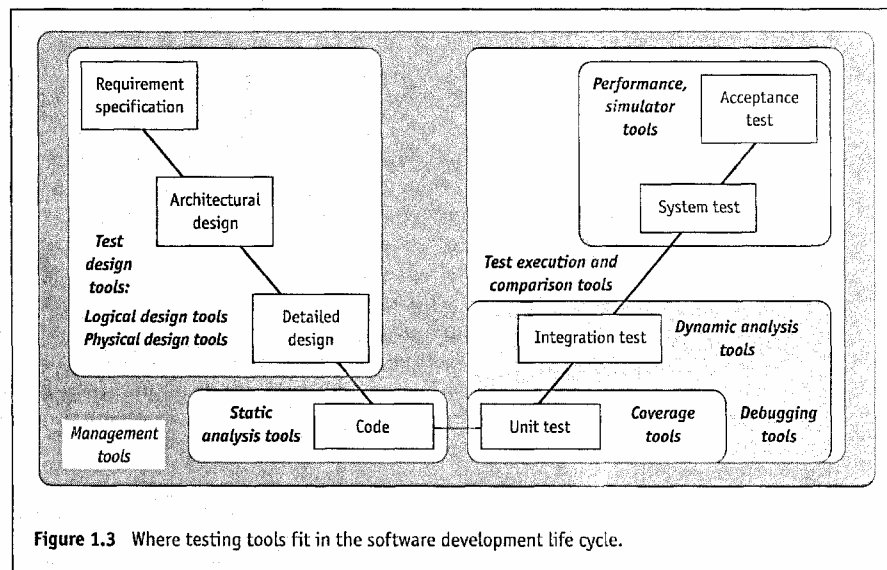 Requirement
specification
Architectural
design
Test
design
tools:
Logical design tools
Physical design tools
Detailed
design
Static
analysis tools
Code
Management
tools
Performance,
simulator
tools
Acceptance
test
System test
Test execution and
comparison tools
Integration test
Dynamic analysis
tools
Unit test
Coverage
tools
Debugging
tools
Figure 1.3 Where testing tools fit in the software development life cycle.